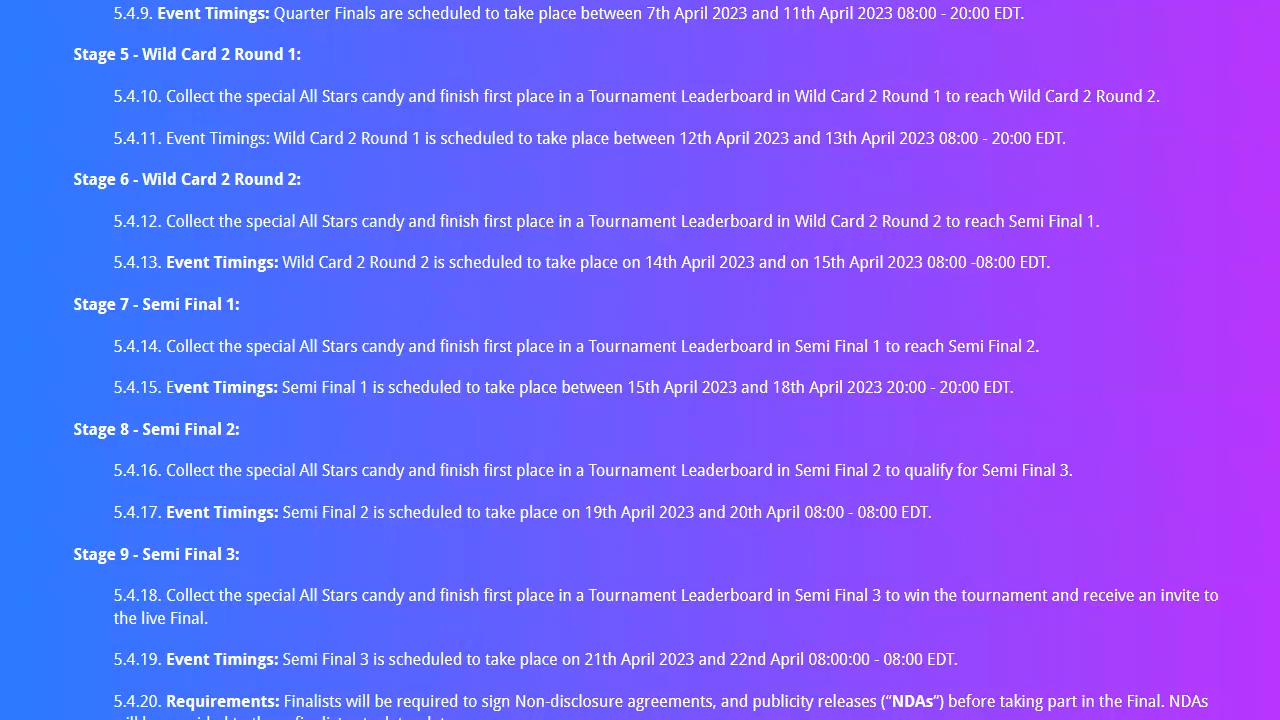 5.4.9. Event Timings: Quarter Finals are scheduled to take place between 7th April 2023 and 11th April 2023 08:00 - 20:00 EDT.
Stage 5 - Wild Card 2 Round 1:
5.4.10. Collect the special All Stars candy and finish first place in a Tournament Leaderboard in Wild Card 2 Round 1 to reach Wild Card 2 Round 2.
5.4.11. Event Timings: Wild Card 2 Round 1 is scheduled to take place between 12th April 2023 and 13th April 2023 08:00 - 20:00 EDT.
Stage 6 - Wild Card 2 Round 2:
5.4.12. Collect the special All Stars candy and finish first place in a Tournament Leaderboard in Wild Card 2 Round 2 to reach Semi Final 1.
5.4.13. Event Timings: Wild Card 2 Round 2 is scheduled to take place on 14th April 2023 and on 15th April 2023 08:00 -08:00 EDT.
Stage 7 - Semi Final 1:
5.4.14. Collect the special All Stars candy and finish first place in a Tournament Leaderboard in Semi Final 1 to reach Semi Final 2.
5.4.15. Event Timings: Semi Final 1 is scheduled to take place between 15th April 2023 and 18th April 2023 20:00 - 20:00 EDT.
Stage 8 - Semi Final 2:
5.4.16. Collect the special All Stars candy and finish first place in a Tournament Leaderboard in Semi Final 2 to qualify for Semi Final 3.
5.4.17. Event Timings: Semi Final 2 is scheduled to take place on 19th April 2023 and 20th April 08:00 - 08:00 EDT.
Stage 9 - Semi Final 3:
5.4.18. Collect the special All Stars candy and finish first place in a Tournament Leaderboard in Semi Final 3 to win the tournament and receive an invite to
the live Final.
5.4.19. Event Timings: Semi Final 3 is scheduled to take place on 21th April 2023 and 22nd April 08:00:00 - 08:00 EDT.
5.4.20. Requirements: Finalists will be required to sign Non-disclosure agreements, and publicity releases (“NDAs”) before taking part in the Final. NDAs